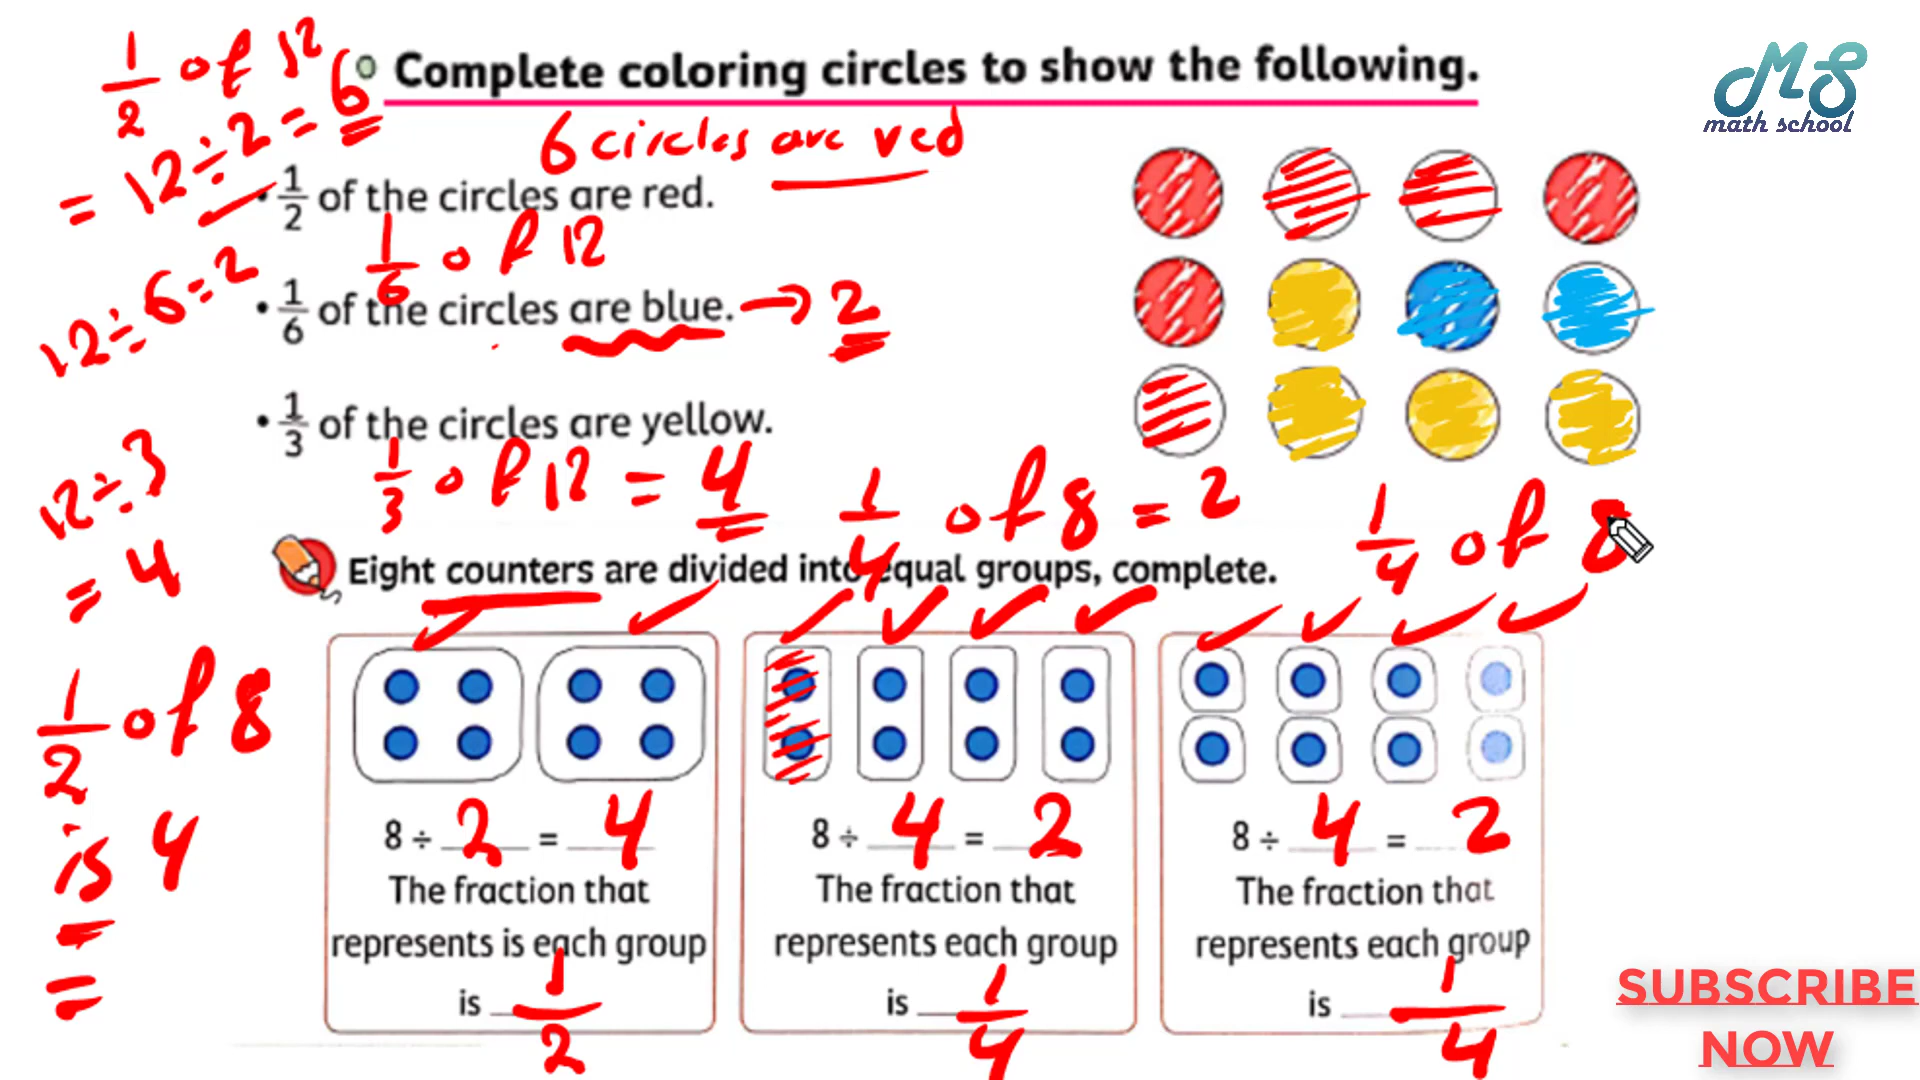 1/2 of 12
= 12 ÷ 2 = 6
Complete coloring circles to show the following.
MS
math school
6 circles are red
• 1/2 of the circles are red.
1/6 of 12
12 ÷ 6 = 2
• 1/6 of the circles are blue. → 2
• 1/3 of the circles are yellow.
12 ÷ 3
= 4
1/3 of 12 = 4
1/4 of 8 = 2
1/4 of 8
Eight counters are divided into equal groups, complete.
1/2 of 8
is 4
=
8 ÷ 2 = 4
The fraction that
represents is each group
is 1/2
8 ÷ 4 = 2
The fraction that
represents each group
is 1/4
8 ÷ 4 = 2
The fraction that
represents each group
is 1/4
SUBSCRIBE
NOW